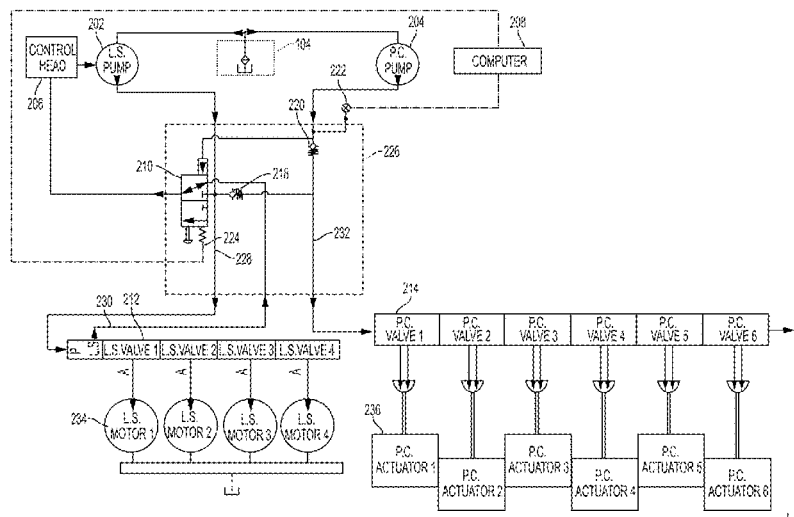 202
204
208
L.S.
PUMP
P.C.
PUMP
104
CONTROL
HEAD
206
COMPUTER
222
220
226
210
218
224
228
232
230
212
214
P
LS
L.S.VALVE 1
L.S.VALVE 2
L.S.VALVE 3
L.S.VALVE 4
P.C.
VALVE 1
P.C.
VALVE 2
P.C.
VALVE 3
P.C.
VALVE 4
P.C.
VALVE 5
P.C.
VALVE 6
A
A
A
A
234
L.S.
MOTOR 1
L.S.
MOTOR 2
L.S.
MOTOR 3
L.S.
MOTOR 4
236
P.C.
ACTUATOR 1
P.C.
ACTUATOR 2
P.C.
ACTUATOR 3
P.C.
ACTUATOR 4
P.C.
ACTUATOR 5
P.C.
ACTUATOR 6